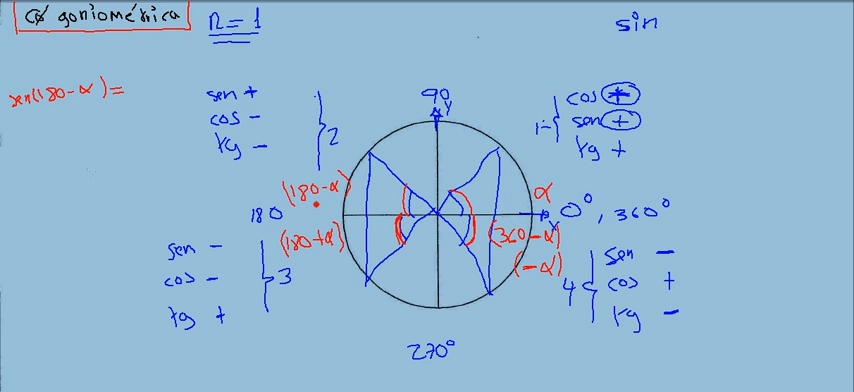 Cφ goniométrica
r = 1
sin
sen(180-α)=
sen +
cos -
tg -
2
90
Y
1
cos +
sen +
tg +
(180-α)
α
180
X
0°, 360°
(180+α)
(360-α)
(-α)
sen -
cos -
tg +
3
4
sen -
cos +
tg -
270°